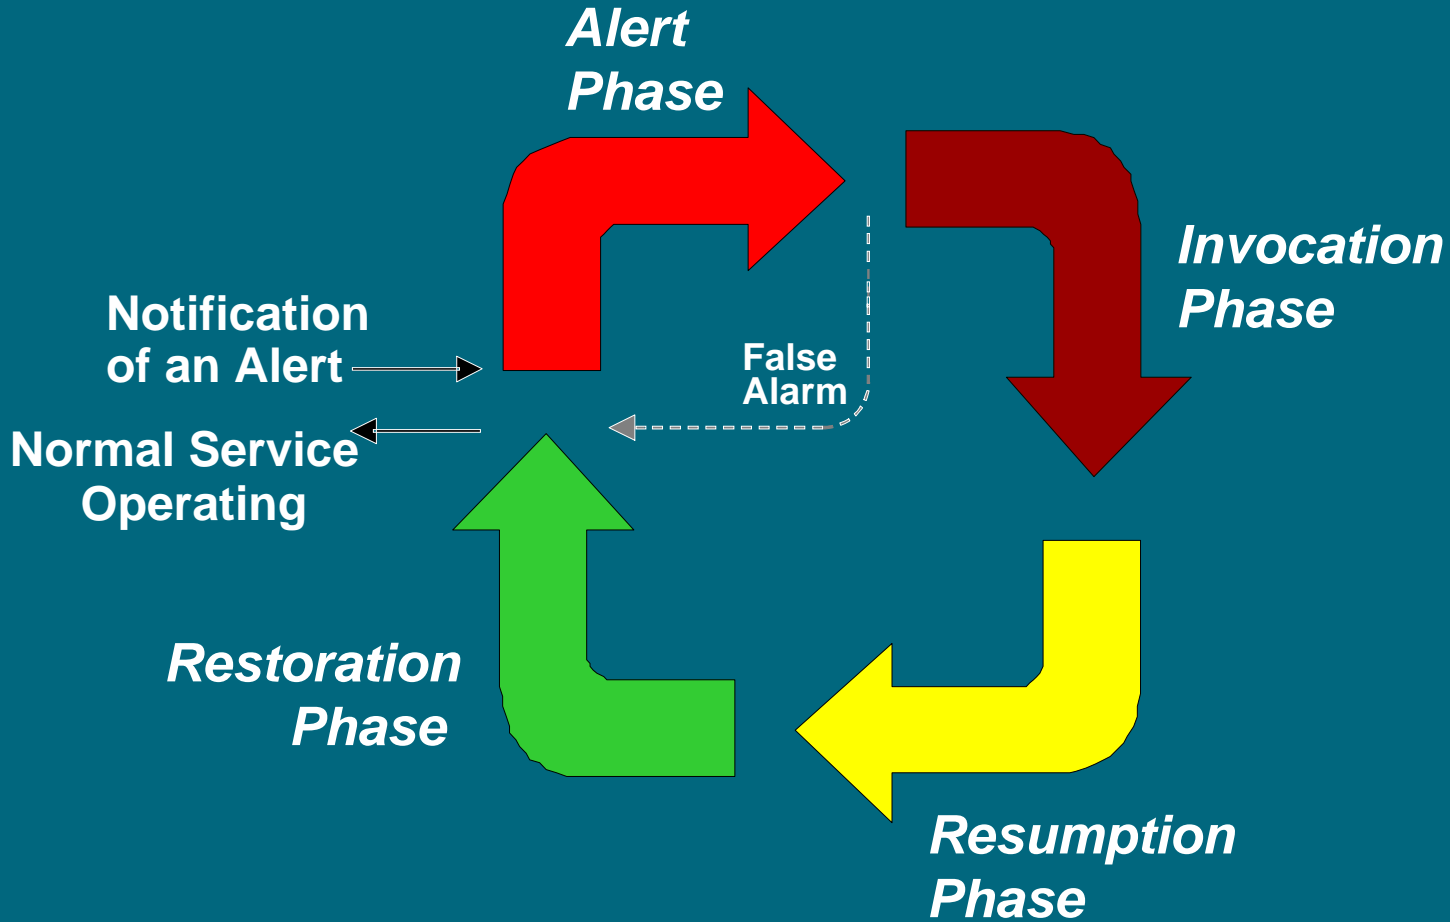 Alert
Phase
Invocation
Phase
Notification
of an Alert
False
Alarm
Normal Service
Operating
Restoration
Phase
Resumption
Phase